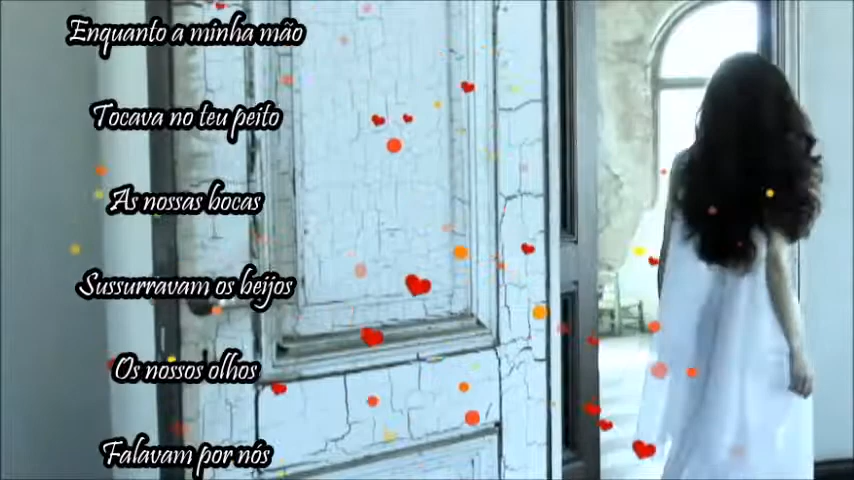 Enquanto a minha mão
Tocava no teu peito
As nossas bocas
Sussurravam os beijos
Os nossos olhos
Falavam por nós